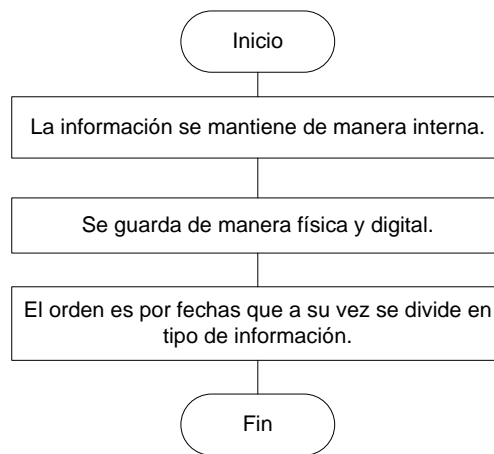 Inicio
La información se mantiene de manera interna.
Se guarda de manera física y digital.
El orden es por fechas que a su vez se divide en
tipo de información.
Fin